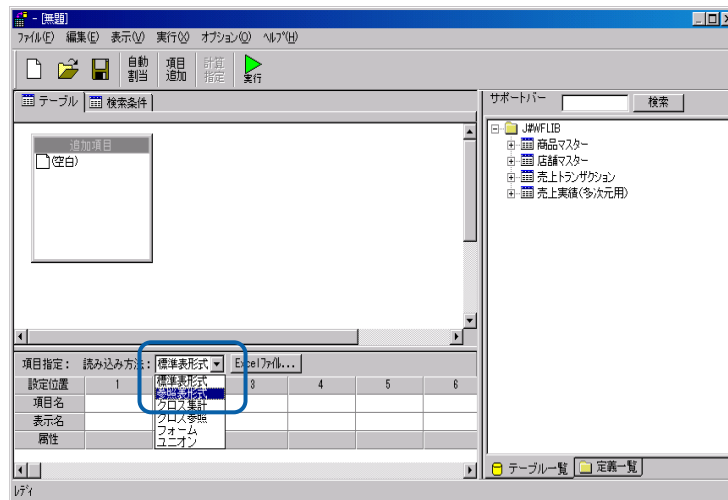 - [無題]
ファイル(F) 編集(E) 表示(V) 実行(X) オプション(O) ヘルプ(H)
自動割当 項目追加 計算指定 実行
テーブル 検索条件
追加項目
(空白)
サポートバー 検索
J#WFLIB
商品マスター
店舗マスター
売上トランザクション
売上実績(多次元用)
項目指定: 読み込み方法: 標準表形式 Excelファイル...
設定位置 1 3 4 5 6
項目名
表示名
属性
標準表形式
参照表形式
クロス集計
クロス参照
フォーム
ユニオン
テーブル一覧 定義一覧
レディ